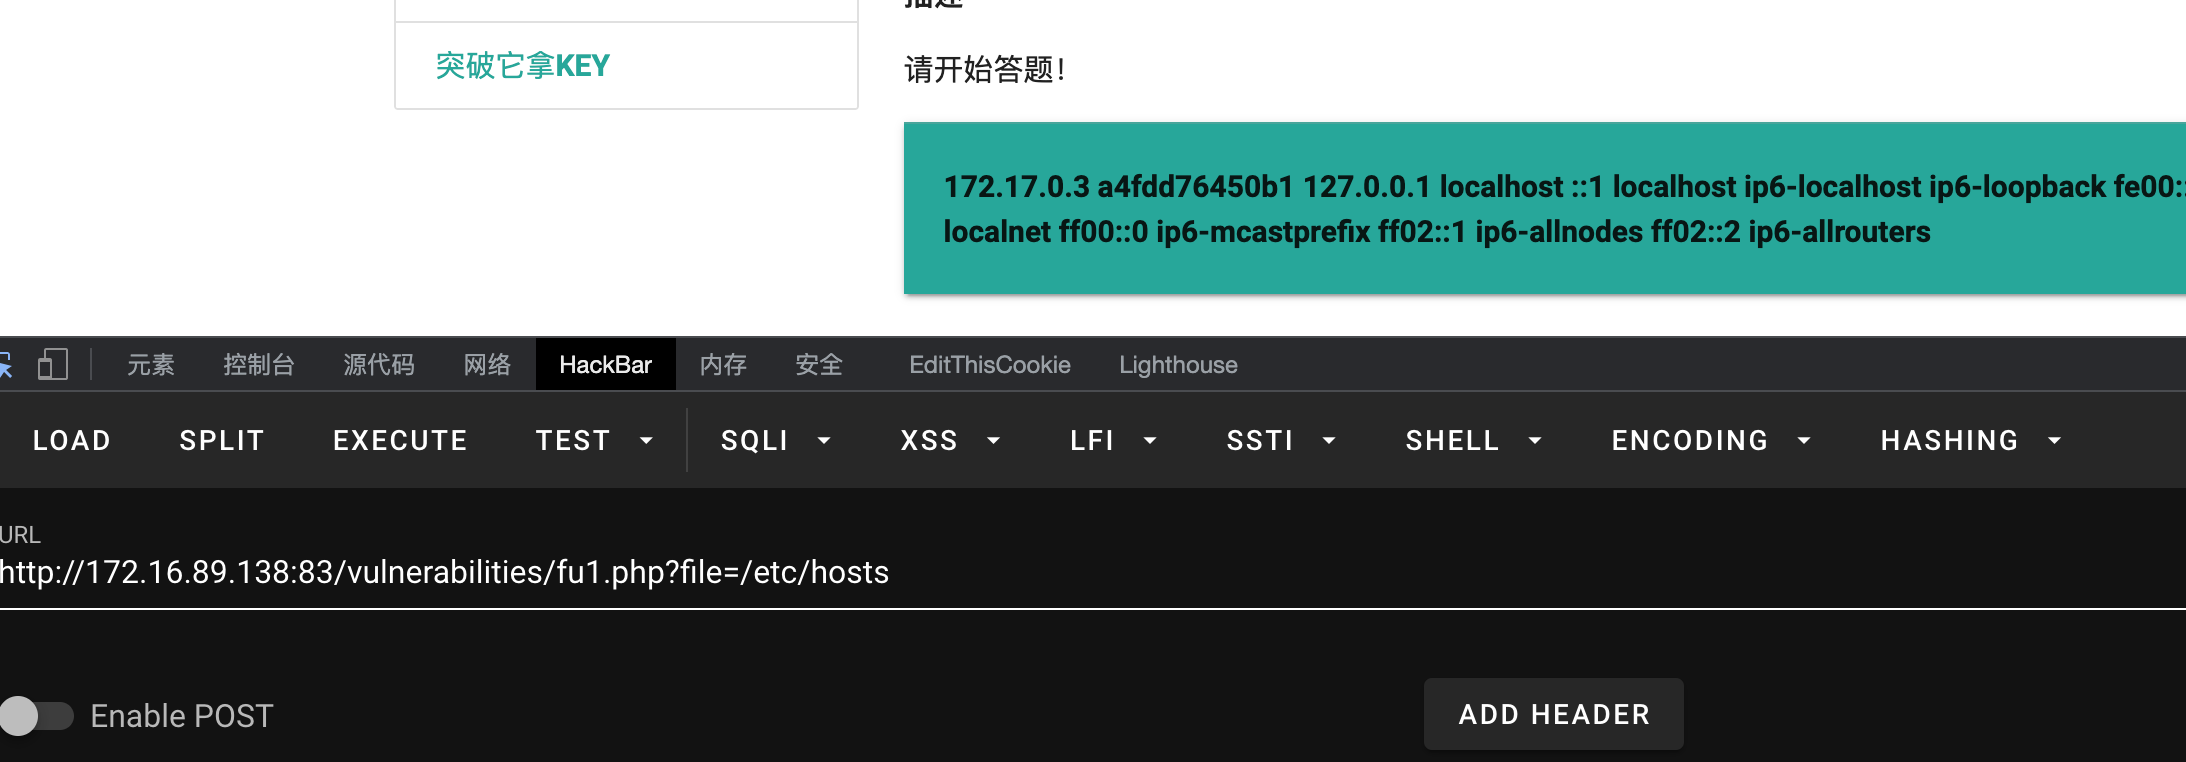 突破它拿KEY
请开始答题！
172.17.0.3 a4fdd76450b1 127.0.0.1 localhost ::1 localhost ip6-localhost ip6-loopback fe00::
localnet ff00::0 ip6-mcastprefix ff02::1 ip6-allnodes ff02::2 ip6-allrouters
元素 控制台 源代码 网络 HackBar 内存 安全 EditThisCookie Lighthouse
LOAD SPLIT EXECUTE TEST SQLI XSS LFI SSTI SHELL ENCODING HASHING
URL
http://172.16.89.138:83/vulnerabilities/fu1.php?file=/etc/hosts
Enable POST
ADD HEADER